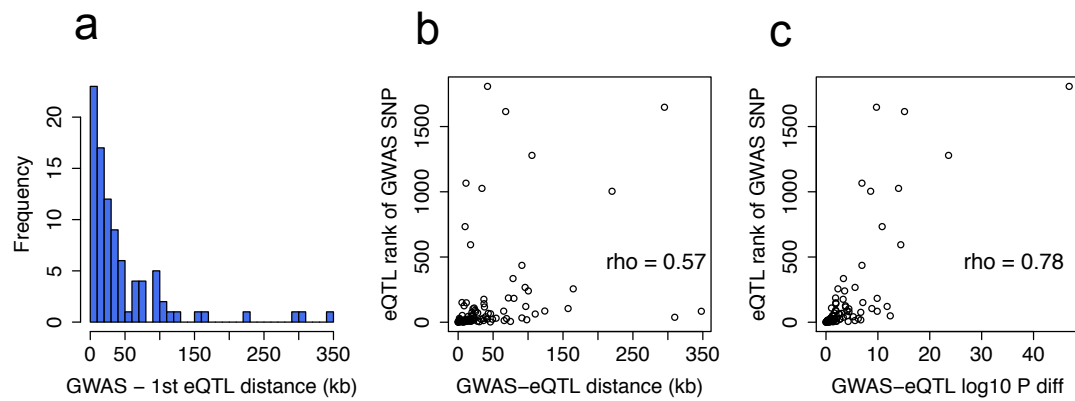 a
Frequency
0 5 10 15 20
0 50 150 250 350
GWAS − 1st eQTL distance (kb)
b
eQTL rank of GWAS SNP
0 500 1000 1500
rho = 0.57
0 50 150 250 350
GWAS−eQTL distance (kb)
c
eQTL rank of GWAS SNP
0 500 1000 1500
rho = 0.78
0 10 20 30 40
GWAS−eQTL log10 P diff